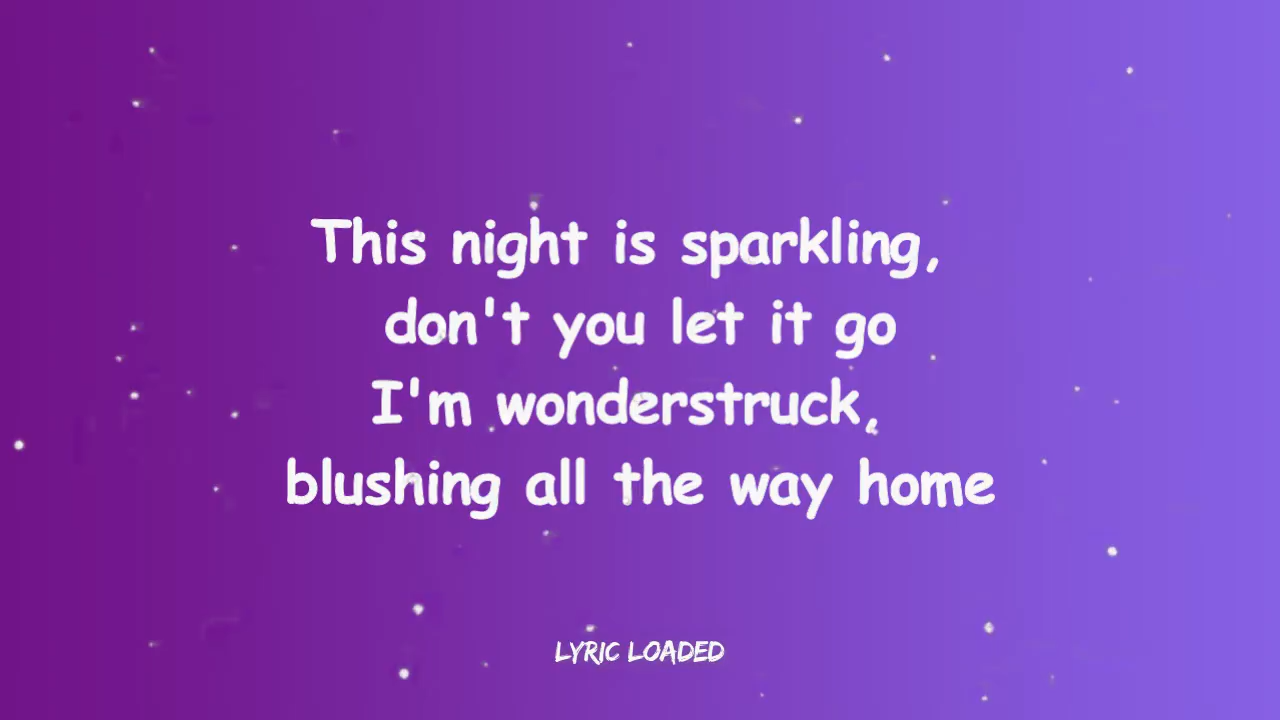 This night is sparkling,
don't you let it go
I'm wonderstruck,
blushing all the way home
LYRIC LOADED